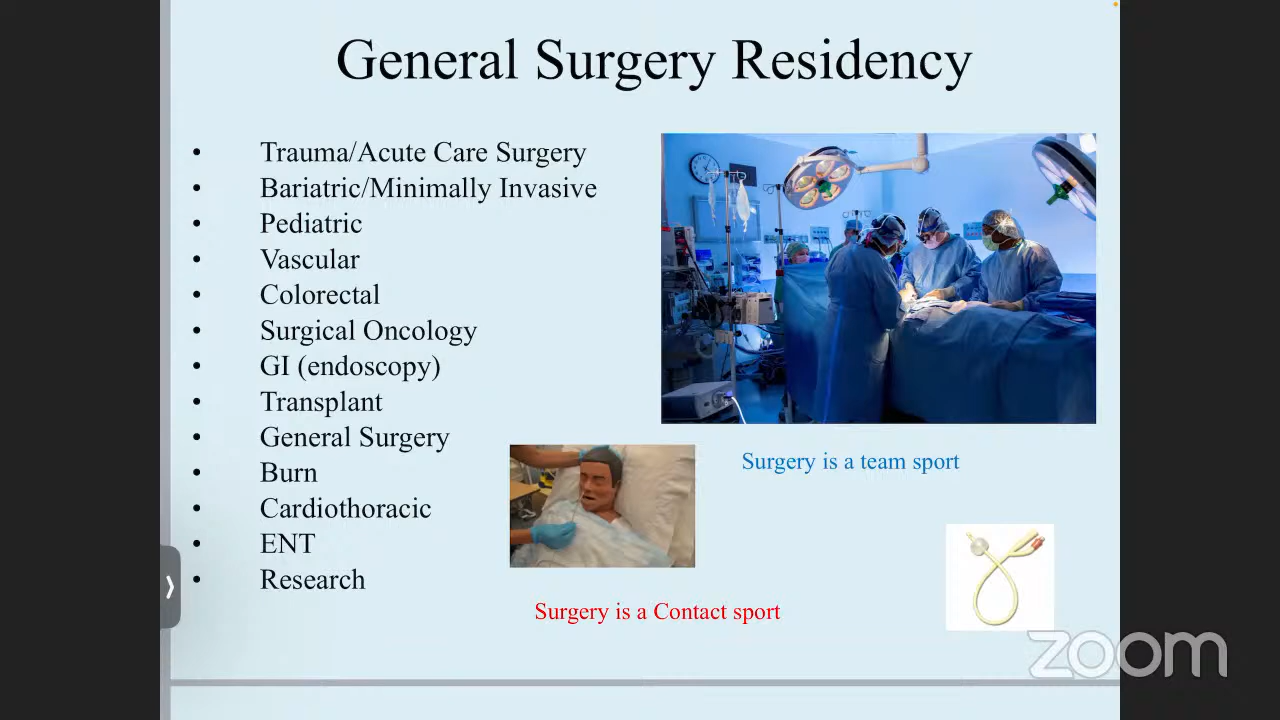 General Surgery Residency
• Trauma/Acute Care Surgery
• Bariatric/Minimally Invasive
• Pediatric
• Vascular
• Colorectal
• Surgical Oncology
• GI (endoscopy)
• Transplant
• General Surgery
• Burn
• Cardiothoracic
• ENT
• Research
Surgery is a team sport
Surgery is a Contact sport
zoom